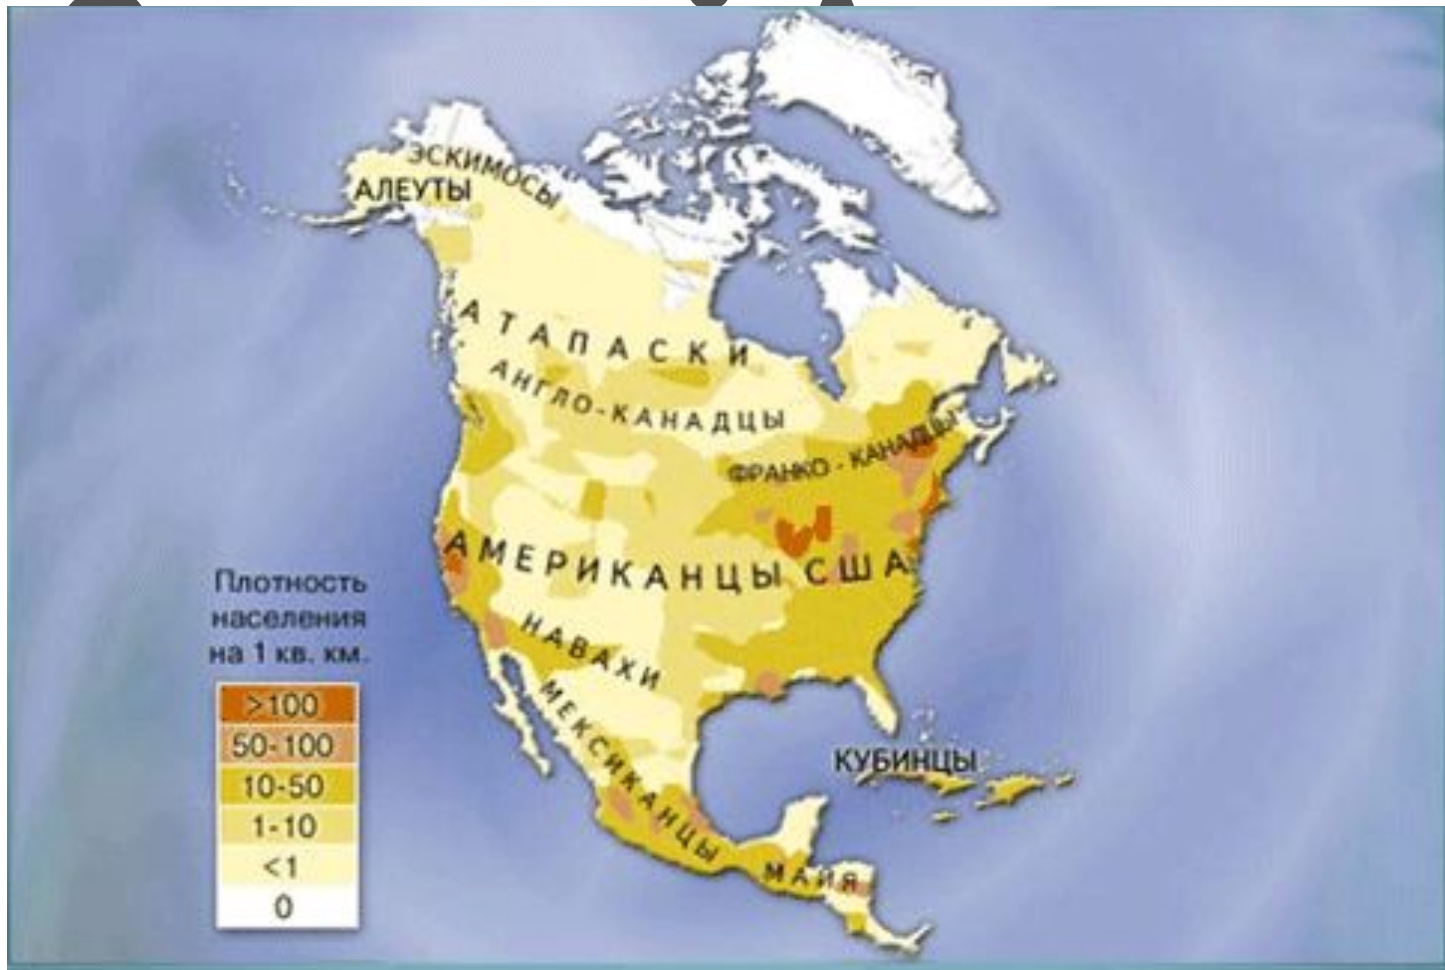 ЭСКИМОСЫ
АЛЕУТЫ
АТАПАСКИ
АНГЛО-КАНАДЦЫ
ФРАНКО - КАНАДЦЫ
АМЕРИКАНЦЫ США
НАВАХИ
МЕКСИКАНЦЫ
КУБИНЦЫ
МАЙЯ
Плотность
населения
на 1 кв. км.
>100
50-100
10-50
1-10
<1
0